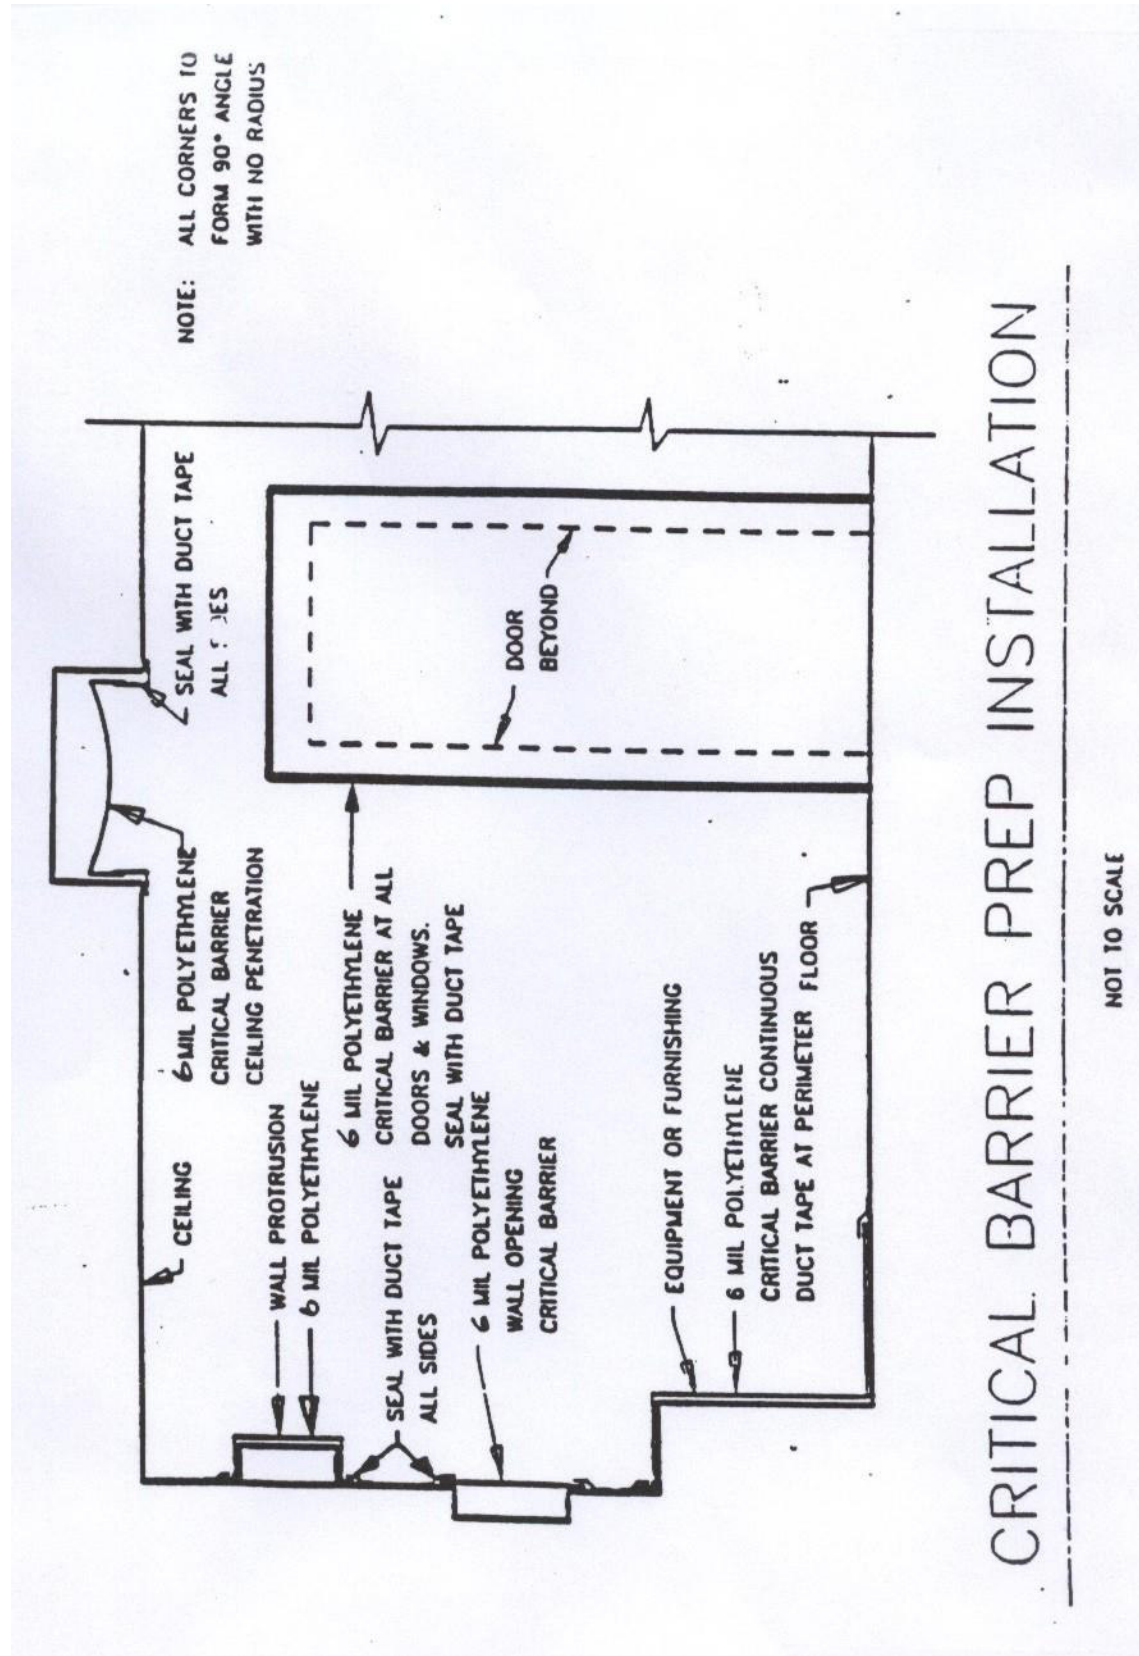 NOTE: ALL CORNERS TO
FORM 90° ANGLE
WITH NO RADIUS
SEAL WITH DUCT TAPE
ALL
6 MIL POLYETHYLENE
CRITICAL BARRIER
CEILING PENETRATION
CEILING
WALL PROTRUSION
6 MIL POLYETHYLENE
6 MIL POLYETHYLENE
CRITICAL BARRIER AT ALL
DOORS & WINDOWS.
SEAL WITH DUCT TAPE
DOOR
BEYOND
SEAL WITH DUCT TAPE
ALL SIDES
6 MIL POLYETHYLENE
WALL OPENING
CRITICAL BARRIER
EQUIPMENT OR FURNISHING
6 MIL POLYETHYLENE
CRITICAL BARRIER CONTINUOUS
DUCT TAPE AT PERIMETER FLOOR
CRITICAL BARRIER PREP INSTALLATION
NOT TO SCALE